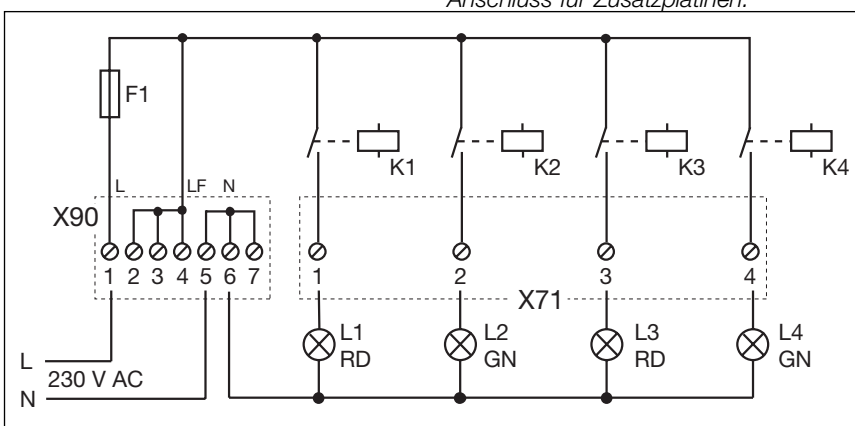 Anschluss für Zusatzplatinen.
F1
K1 K2 K3 K4
L LF N
X90
1 2 3 4 5 6 7
1 2 3 4
X71
L1 L2 L3 L4
RD GN RD GN
L
230 V AC
N